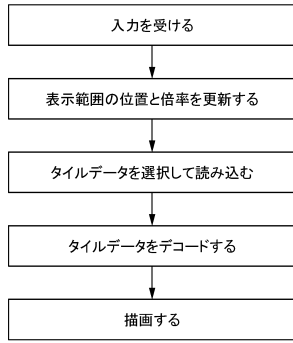 入力を受ける
表示範囲の位置と倍率を更新する
タイルデータを選択して読み込む
タイルデータをデコードする
描画する